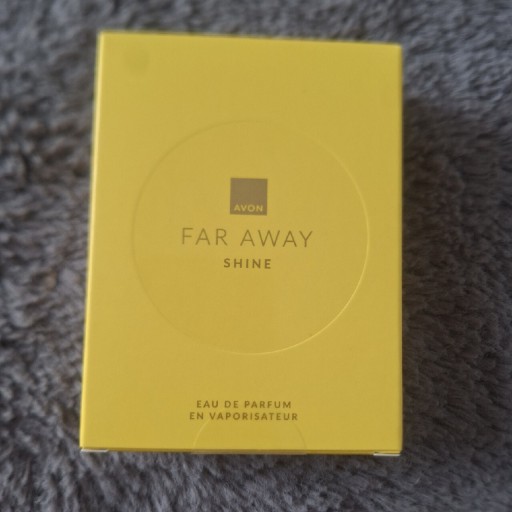 AVON
FAR AWAY
SHINE
EAU DE PARFUM
EN VAPORISATEUR